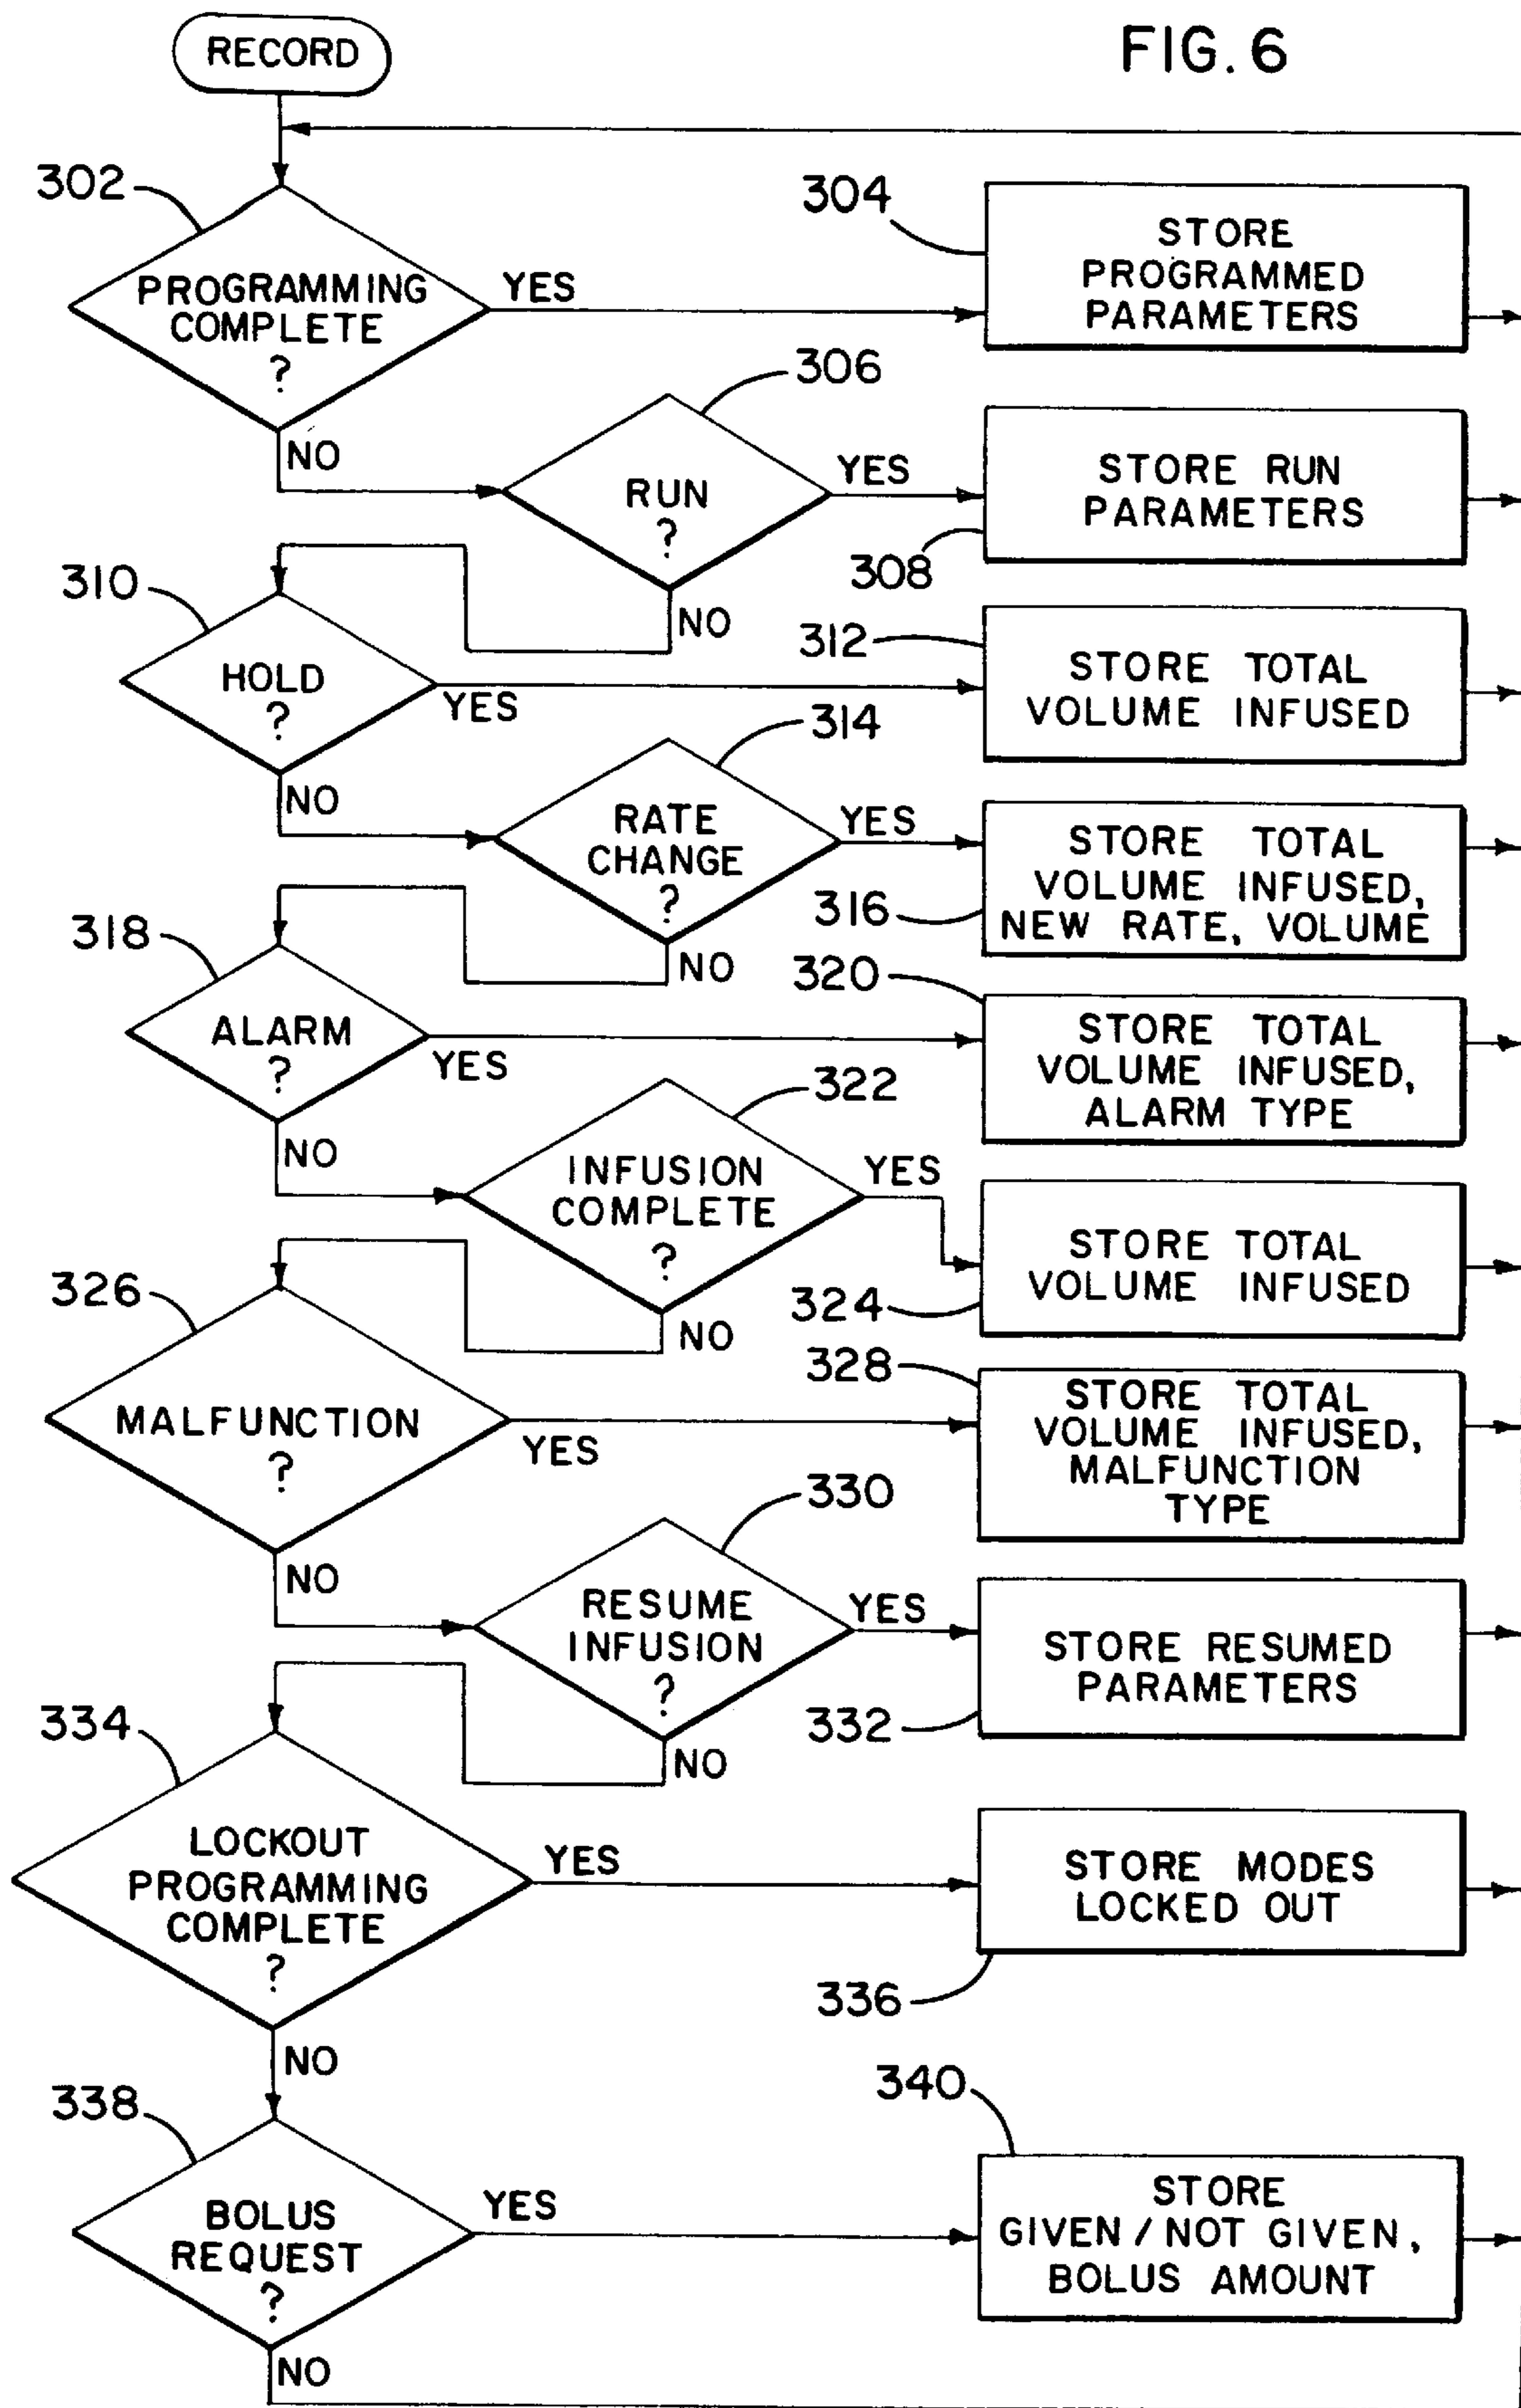 RECORD
FIG. 6
302
PROGRAMMING
COMPLETE
?
YES
NO
304
STORE
PROGRAMMED
PARAMETERS
306
RUN
?
YES
NO
308
STORE RUN
PARAMETERS
310
HOLD
?
YES
NO
312
STORE TOTAL
VOLUME INFUSED
314
RATE
CHANGE
?
YES
NO
316
STORE TOTAL
VOLUME INFUSED,
NEW RATE, VOLUME
318
ALARM
?
YES
NO
320
STORE TOTAL
VOLUME INFUSED,
ALARM TYPE
322
INFUSION
COMPLETE
?
YES
NO
324
STORE TOTAL
VOLUME INFUSED
326
MALFUNCTION
?
YES
NO
328
STORE TOTAL
VOLUME INFUSED,
MALFUNCTION
TYPE
330
RESUME
INFUSION
?
YES
NO
332
STORE RESUMED
PARAMETERS
334
LOCKOUT
PROGRAMMING
COMPLETE
?
YES
NO
336
STORE MODES
LOCKED OUT
338
BOLUS
REQUEST
?
YES
NO
340
STORE
GIVEN / NOT GIVEN,
BOLUS AMOUNT